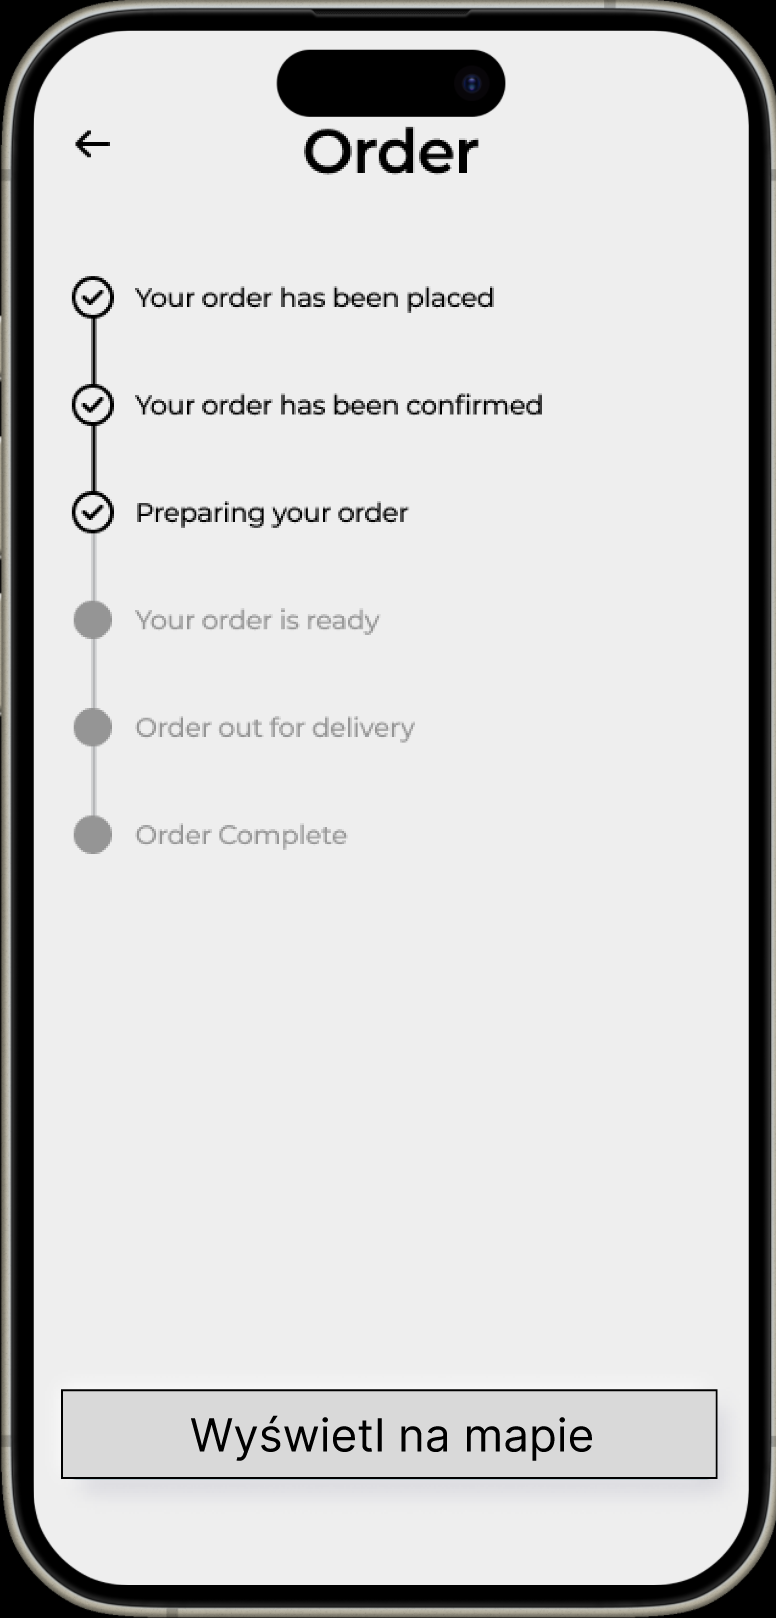 Order
Your order has been placed
Your order has been confirmed
Preparing your order
Your order is ready
Order out for delivery
Order Complete
Wyświetl na mapie